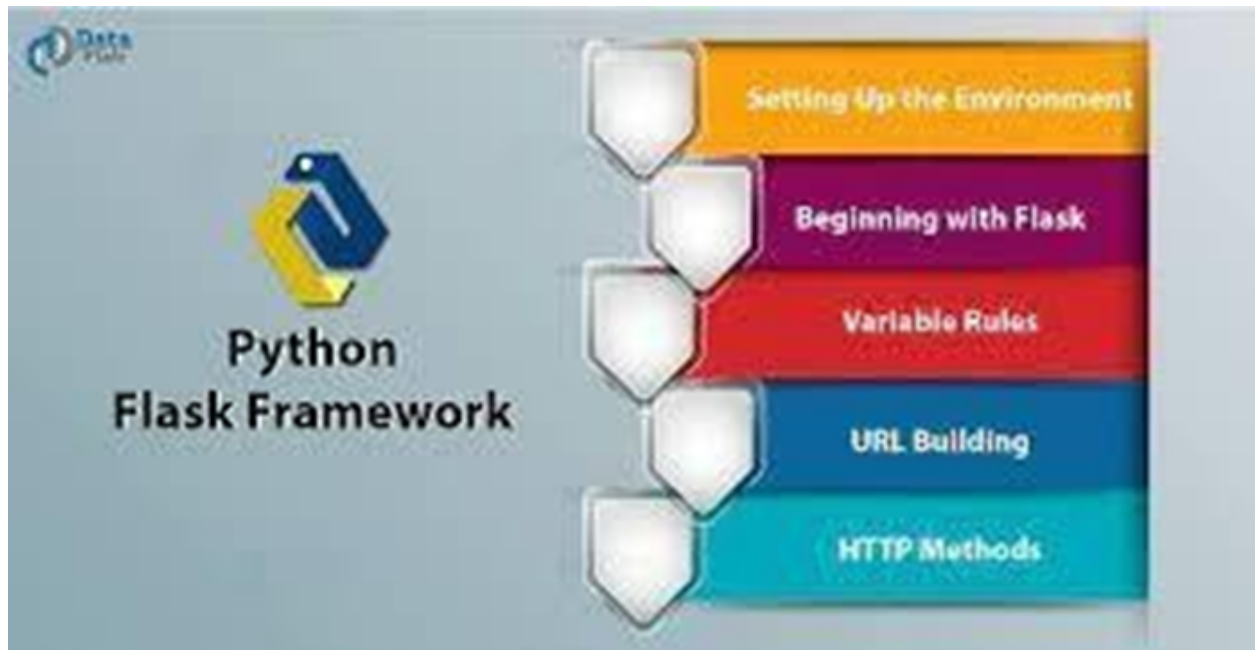 Data
Python
Flask Framework
Setting Up the Environment
Beginning with Flask
Variable Rules
URL Building
HTTP Methods